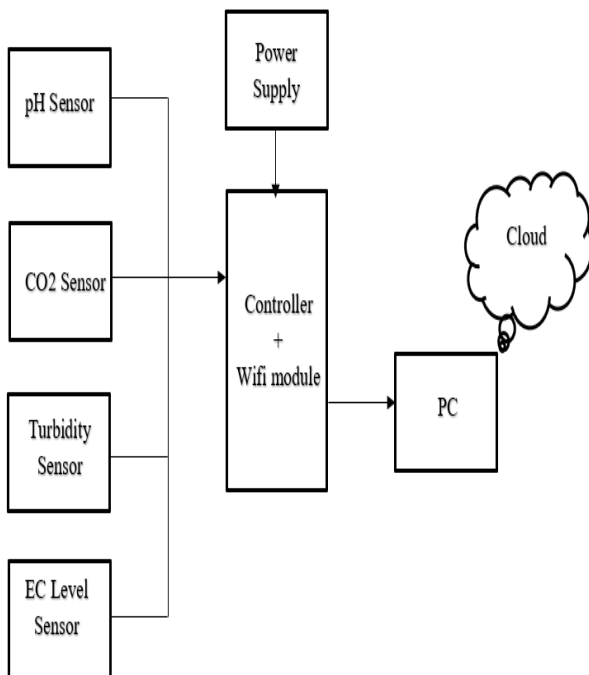 pH Sensor
Power
Supply
CO2 Sensor
Controller
+
Wifi module
Cloud
Turbidity
Sensor
PC
EC Level
Sensor